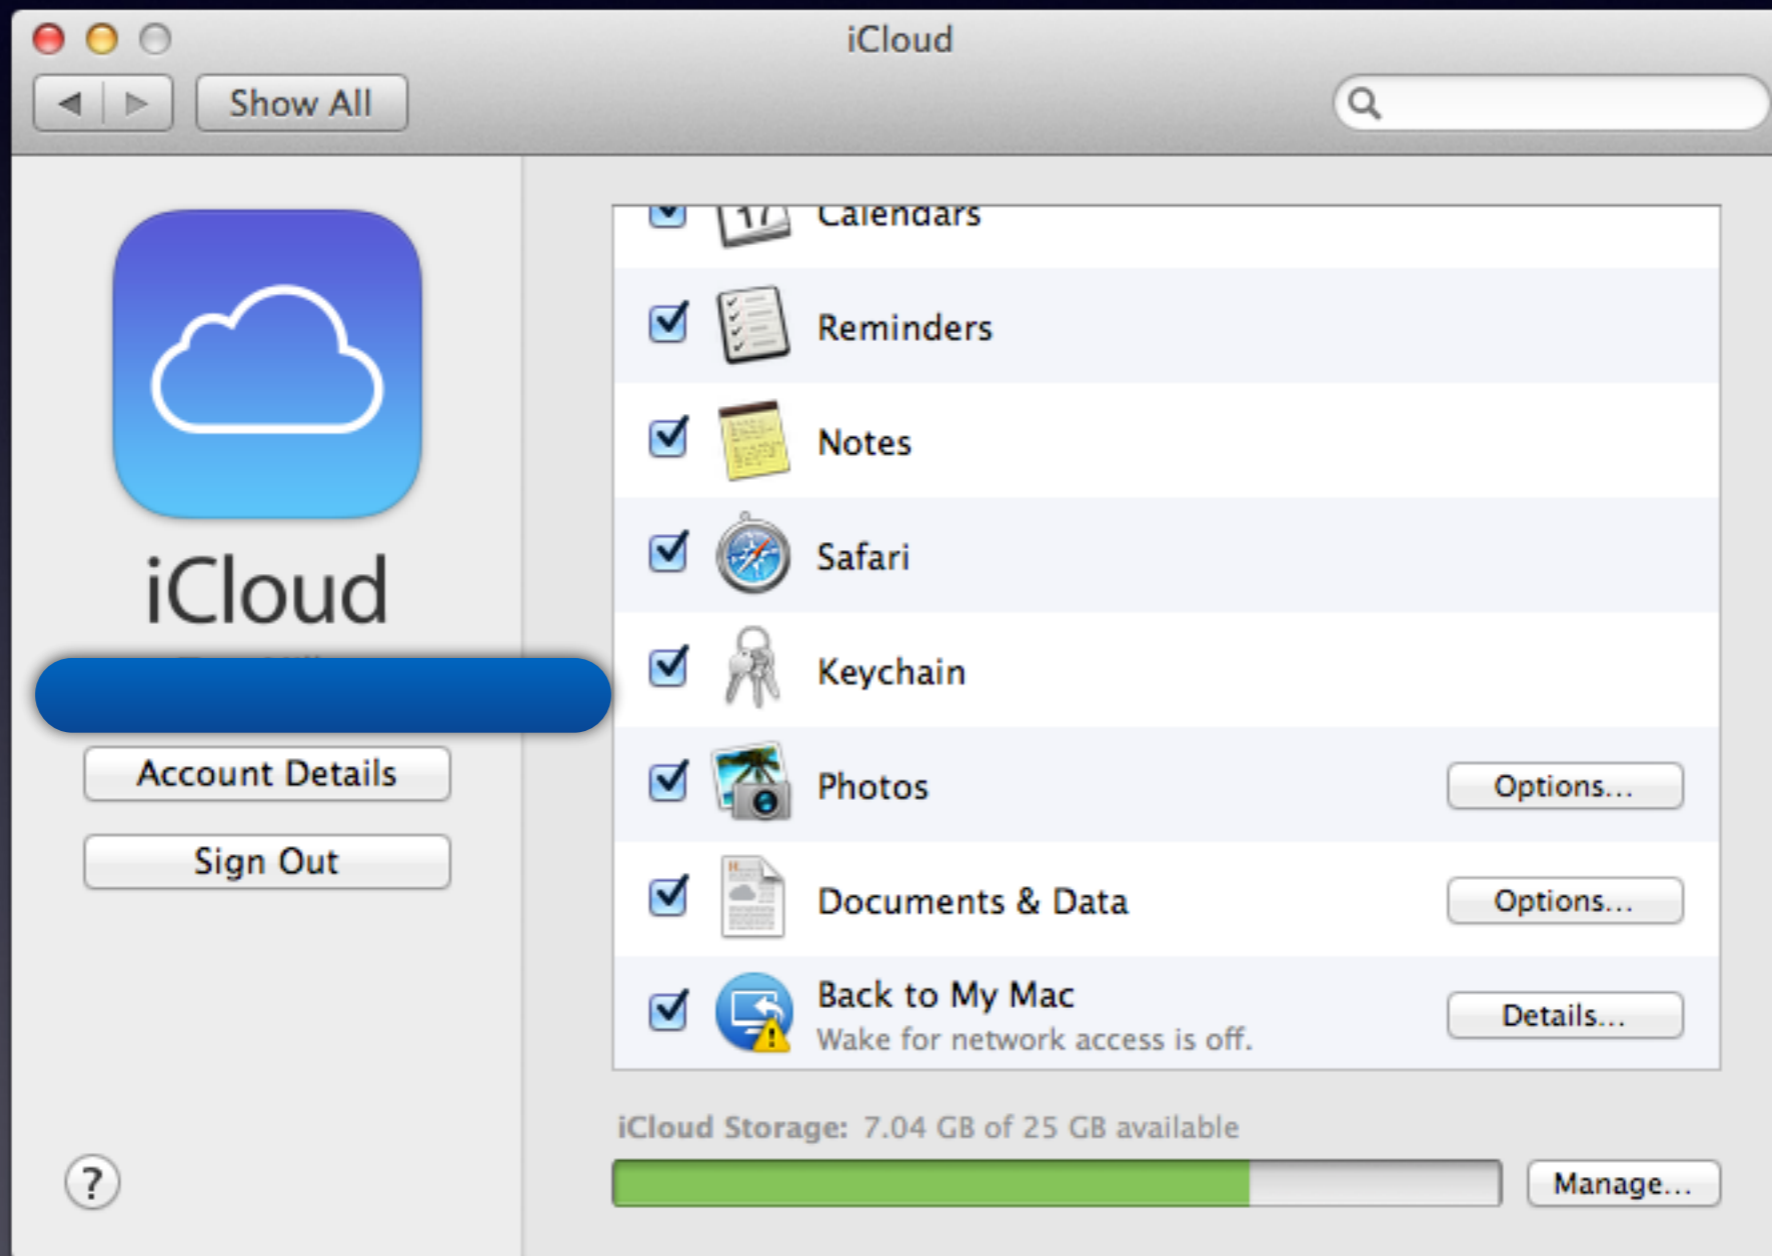 iCloud
Show All
17
Calendars
Reminders
iCloud
Notes
Safari
Keychain
Account Details
Photos
Options...
Sign Out
Documents & Data
Options...
Back to My Mac
Wake for network access is off.
Details...
iCloud Storage: 7.04 GB of 25 GB available
?
Manage...